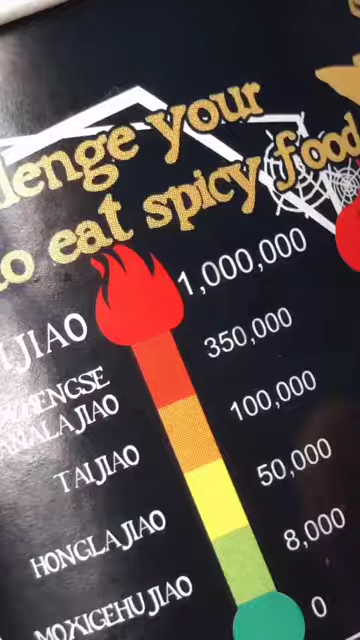 lenge your
to eat spicy food
1,000,000
JIAO
350,000
100,000
TAIJIAO
50,000
HONGLAJIAO
8,000
MOXIGEHUJIAO
0